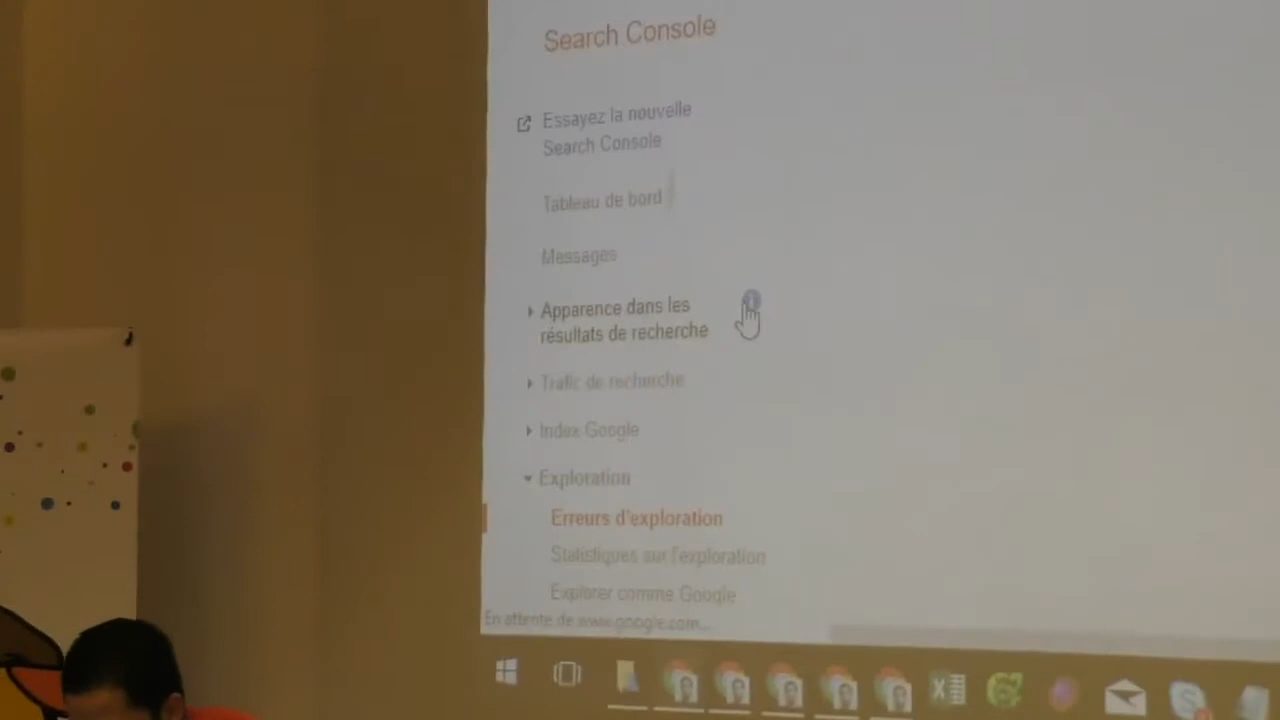 Search Console
Essayez la nouvelle
Search Console
Tableau de bord
Messages
Apparence dans les
résultats de recherche
Trafic de recherche
Index Google
Exploration
Erreurs d'exploration
Statistiques sur l'exploration
Explorer comme Google
En attente de www.google.com...